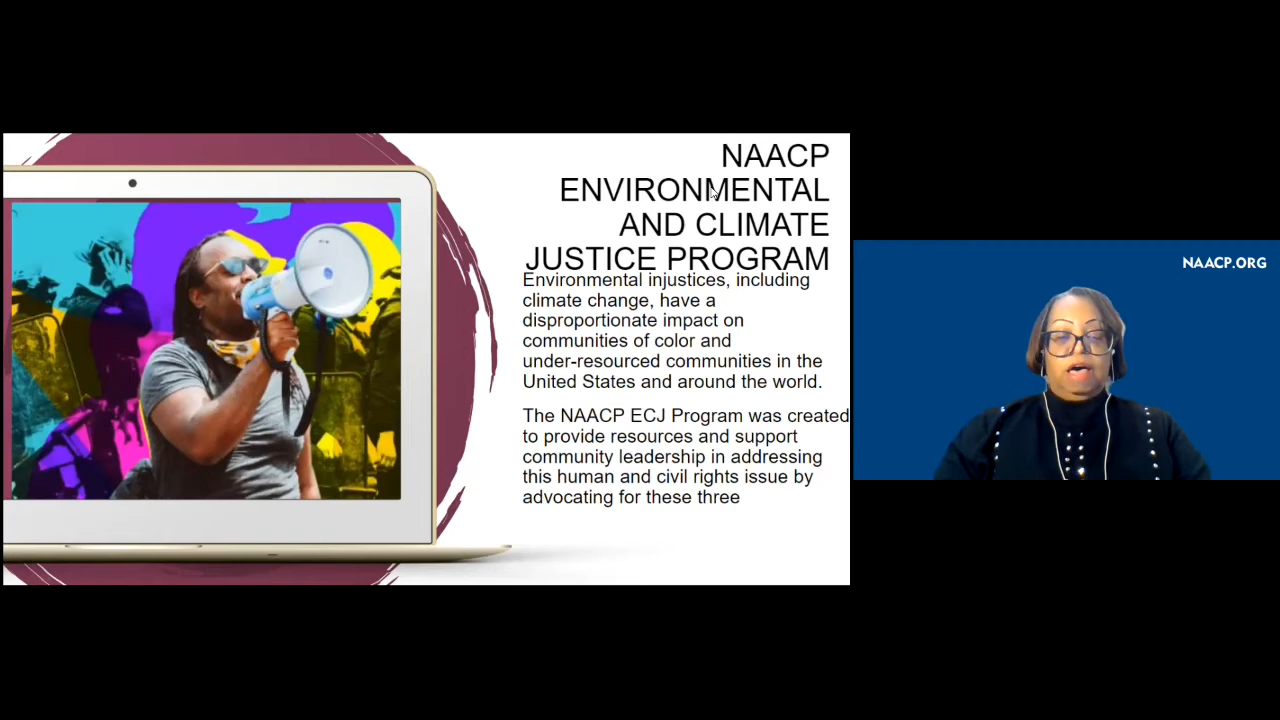 NAACP
ENVIRONMENTAL
AND CLIMATE
JUSTICE PROGRAM
Environmental injustices, including
climate change, have a
disproportionate impact on
communities of color and
under-resourced communities in the
United States and around the world.
The NAACP ECJ Program was created
to provide resources and support
community leadership in addressing
this human and civil rights issue by
advocating for these three
NAACP.ORG